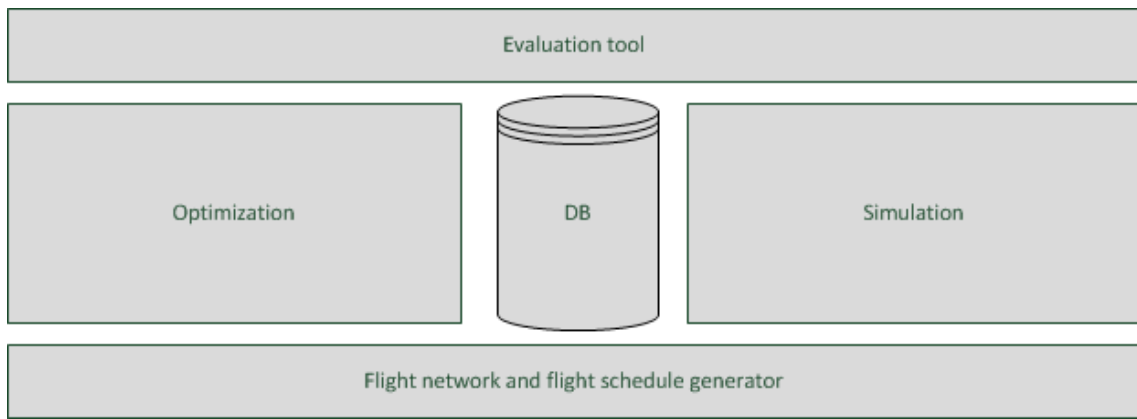 Evaluation tool
Optimization
DB
Simulation
Flight network and flight schedule generator